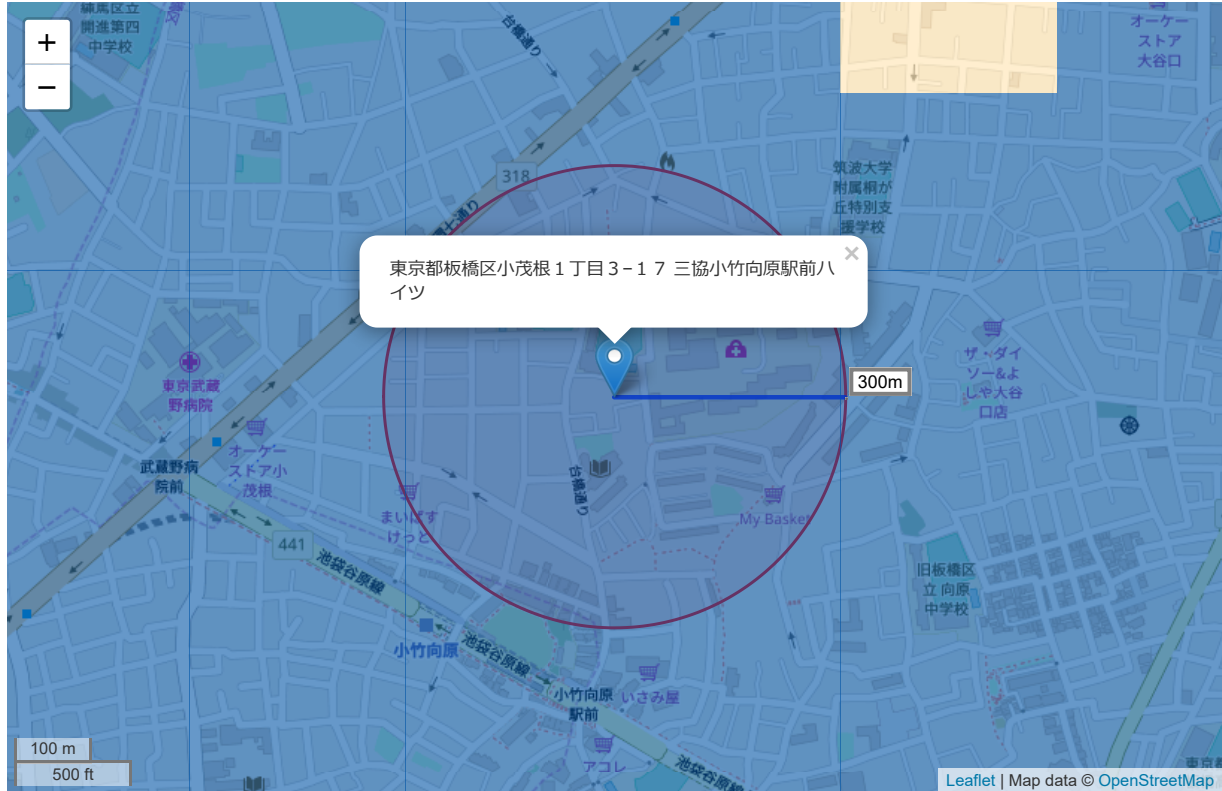 練馬区立
開進第四
中学校
台橋通り
オーケー
ストア
大谷口
+
−
318
筑波大学
附属桐が
丘特別支
援学校
東京都板橋区小茂根１丁目３−１７ 三協小竹向原駅前ハ
イツ
×
東京武蔵
野病院
ザ・ダイ
ソー&よ
しや大谷
口店
300m
オーケー
ストア小
茂根
武蔵野病
院前
台橋通り
まいばす
けっと
My Basket
441
池袋谷原線
旧板橋区
立 向原
中学校
小竹向原
池袋谷原線
小竹向原
駅前
いさみ屋
アコレ
池袋谷原線
100 m
500 ft
Leaflet | Map data © OpenStreetMap